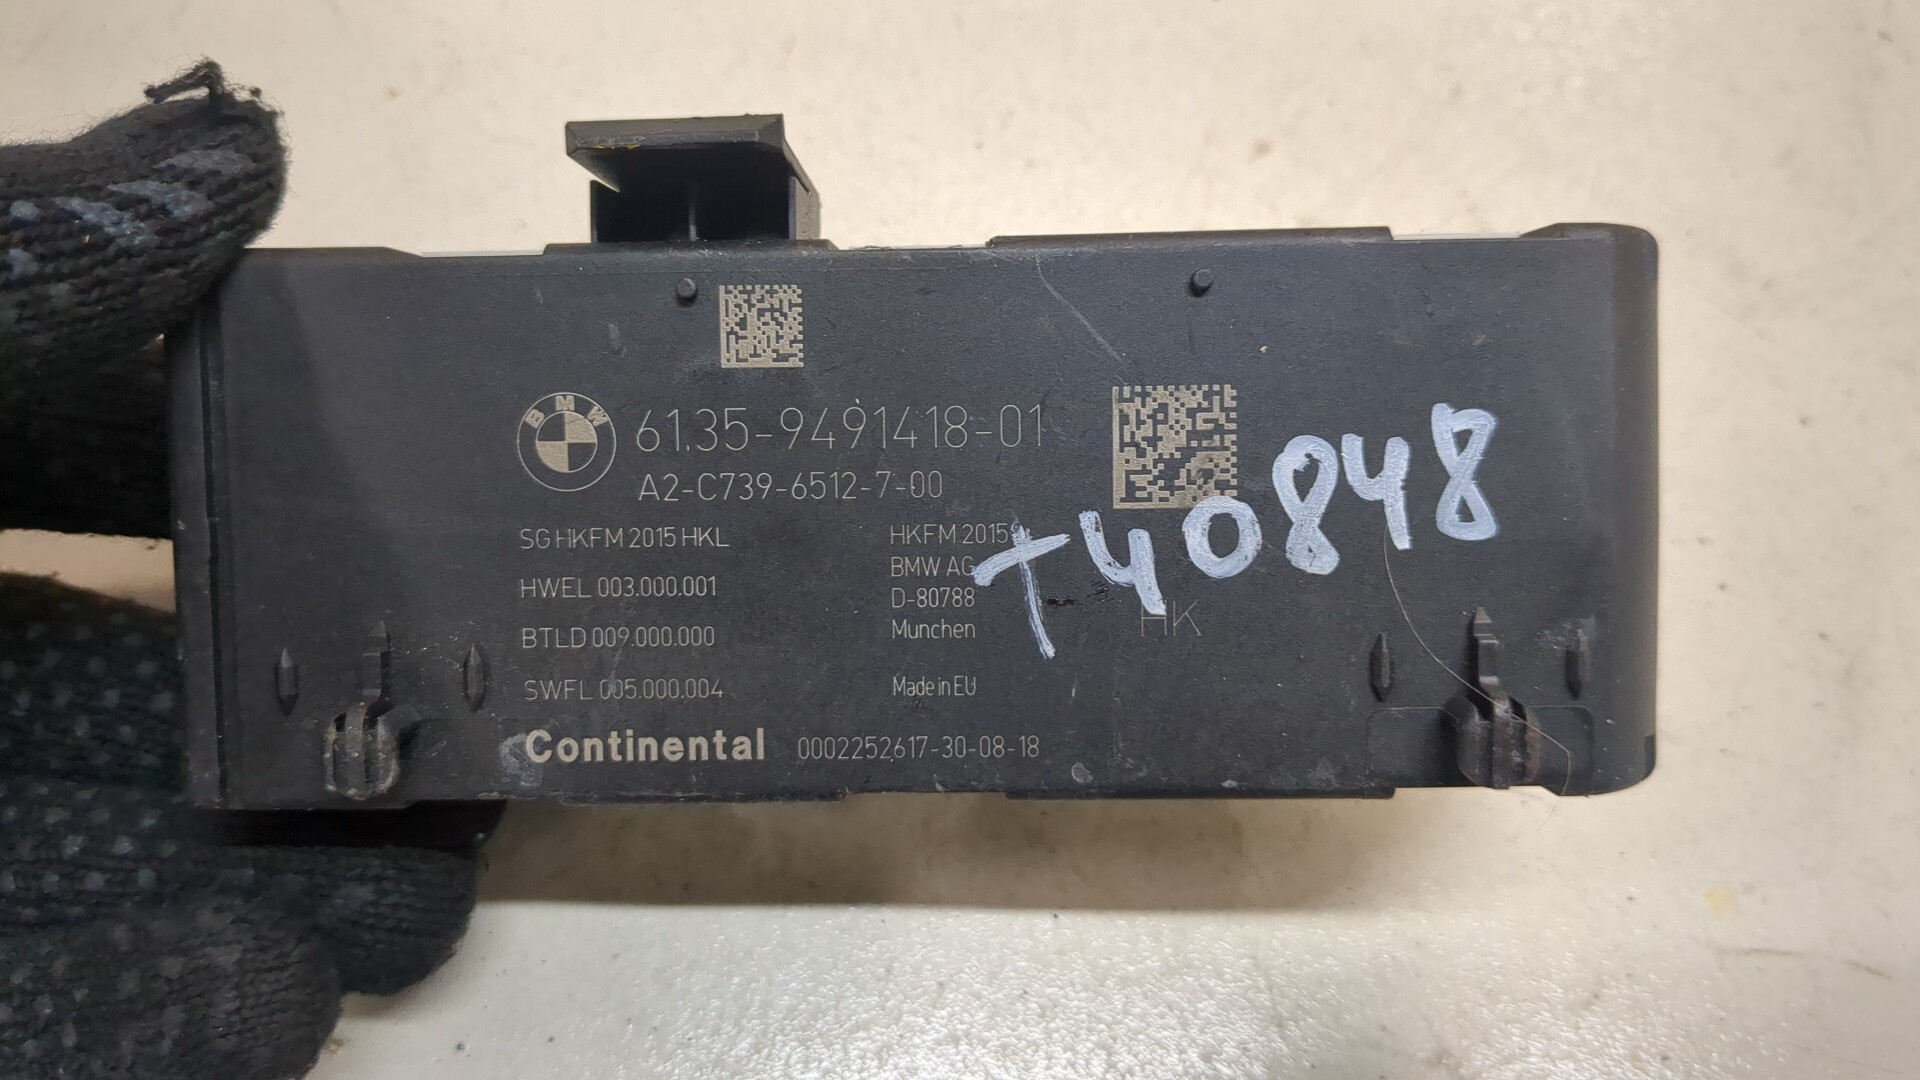 BMW
61.35-9491418-01
A2-C739-6512-7-00
SG HKFM 2015 HKL
HWEL 003.000.001
BTLD 009.000.000
SWFL 005.000.004
HKFM 2015
BMW AG
D-80788
Munchen
Made in EU
HK
T40848
Continental 0002252617-30-08-18